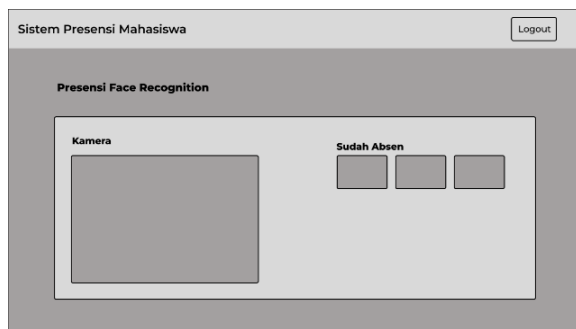 Sistem Presensi Mahasiswa
Logout
Presensi Face Recognition
Kamera
Sudah Absen